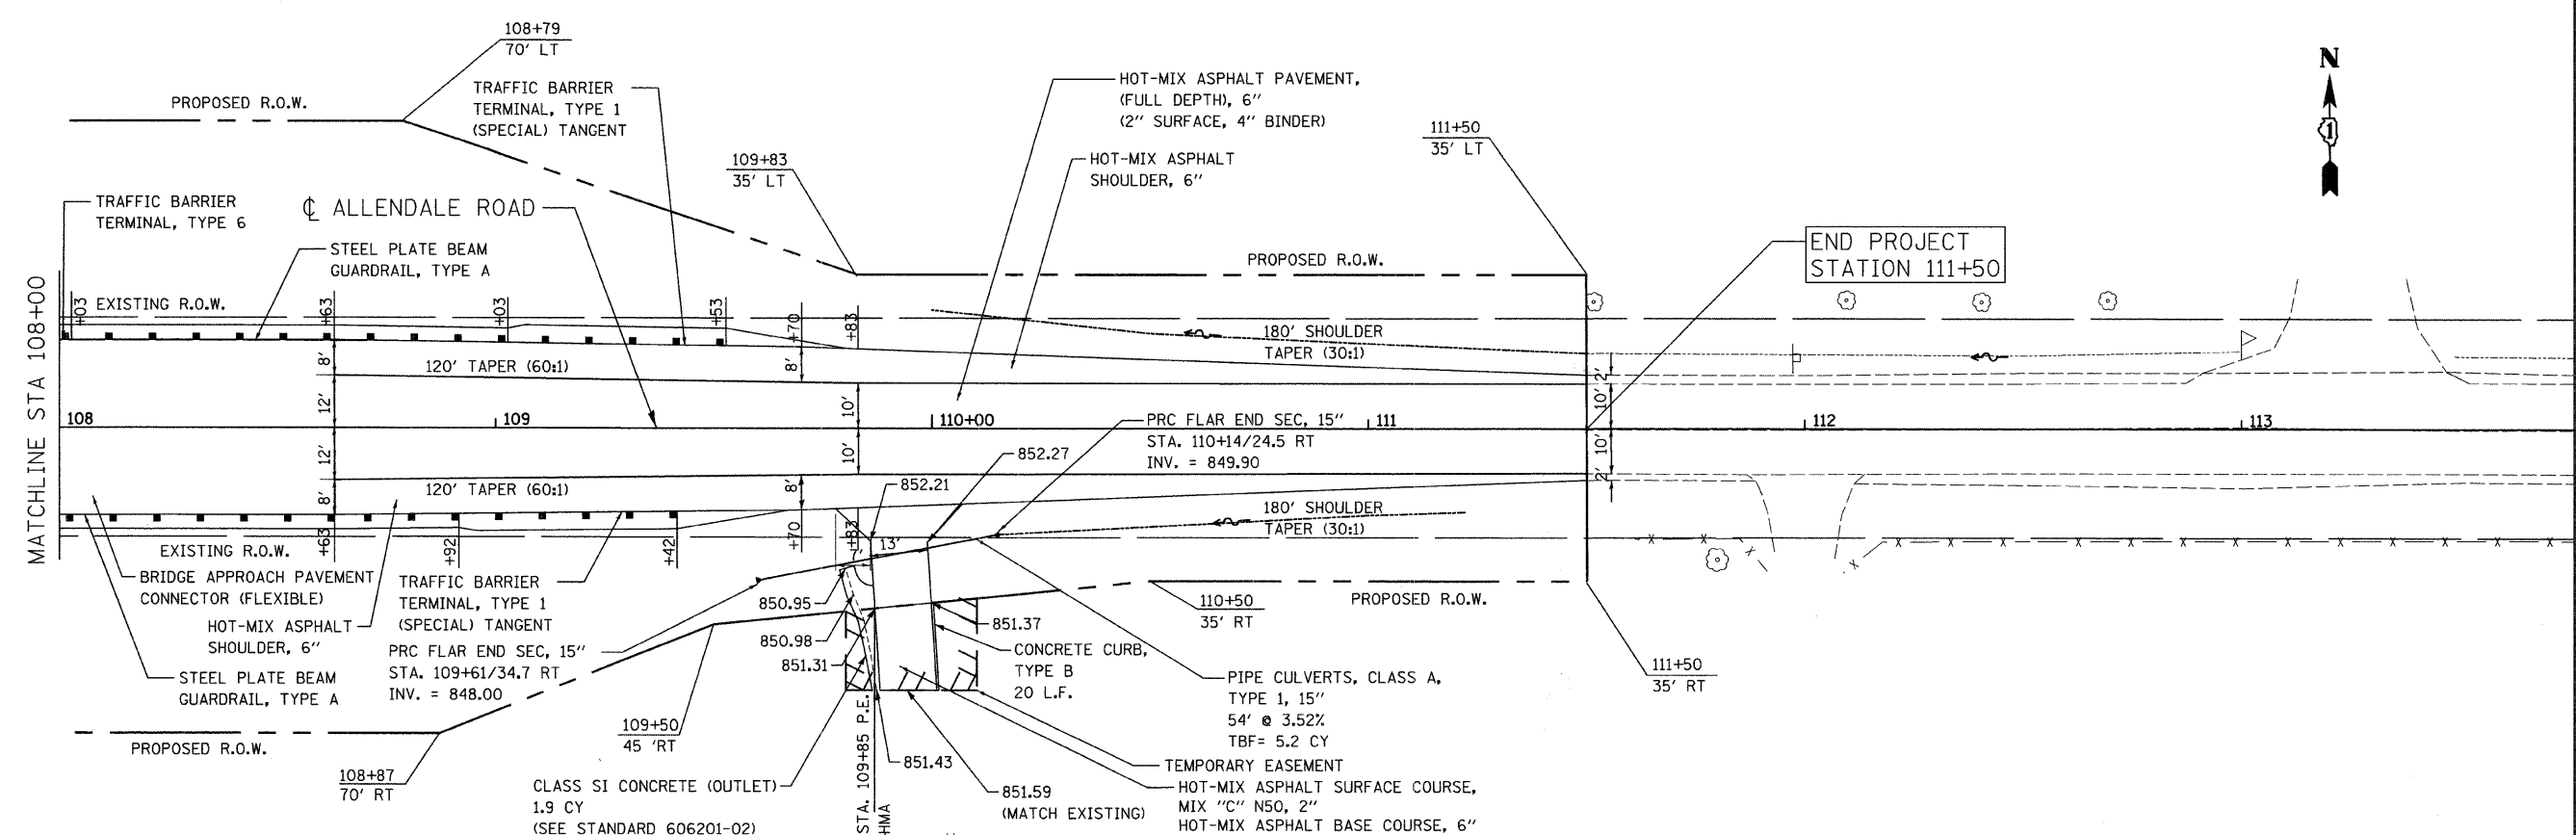 108+79
70' LT
TRAFFIC BARRIER
TERMINAL, TYPE 1
(SPECIAL) TANGENT
PROPOSED R.O.W.
HOT-MIX ASPHALT PAVEMENT,
(FULL DEPTH), 6"
(2" SURFACE, 4" BINDER)
N
1
111+50
35' LT
109+83
35' LT
HOT-MIX ASPHALT
SHOULDER, 6"
TRAFFIC BARRIER
TERMINAL, TYPE 6
℄ ALLENDALE ROAD
STEEL PLATE BEAM
GUARDRAIL, TYPE A
PROPOSED R.O.W.
END PROJECT
STATION 111+50
MATCHLINE STA 108+00
+03
EXISTING R.O.W.
+63
+03
+53
+70
+83
180' SHOULDER
TAPER (30:1)
8'
120' TAPER (60:1)
8'
2'
12'
10'
10'
108
109
110+00
111
112
113
12'
10'
10'
PRC FLAR END SEC, 15"
STA. 110+14/24.5 RT
INV. = 849.90
852.27
852.21
8'
120' TAPER (60:1)
8'
2'
180' SHOULDER
TAPER (30:1)
+63
+92
+42
+70
+83
13'
EXISTING R.O.W.
BRIDGE APPROACH PAVEMENT
CONNECTOR (FLEXIBLE)
TRAFFIC BARRIER
TERMINAL, TYPE 1
(SPECIAL) TANGENT
HOT-MIX ASPHALT
SHOULDER, 6"
PRC FLAR END SEC, 15"
STA. 109+61/34.7 RT
INV. = 848.00
STEEL PLATE BEAM
GUARDRAIL, TYPE A
850.95
850.98
851.31
851.37
110+50
35' RT
PROPOSED R.O.W.
CONCRETE CURB,
TYPE B
20 L.F.
PIPE CULVERTS, CLASS A,
TYPE 1, 15"
54' @ 3.52%
TBF= 5.2 CY
111+50
35' RT
109+50
45 'RT
PROPOSED R.O.W.
108+87
70' RT
CLASS SI CONCRETE (OUTLET)
1.9 CY
(SEE STANDARD 606201-02)
STA. 109+85 P.E.
HMA
851.43
851.59
(MATCH EXISTING)
TEMPORARY EASEMENT
HOT-MIX ASPHALT SURFACE COURSE,
MIX "C" N50, 2"
HOT-MIX ASPHALT BASE COURSE, 6"